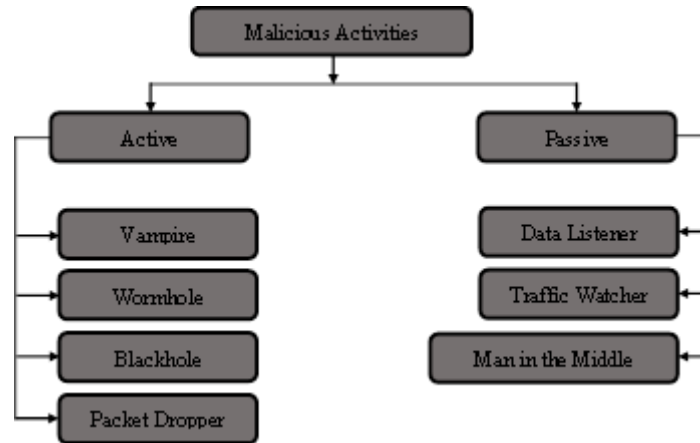 Malicious Activities
Active
Passive
Vampire
Wormhole
Blackhole
Packet Dropper
Data Listener
Traffic Watcher
Man in the Middle